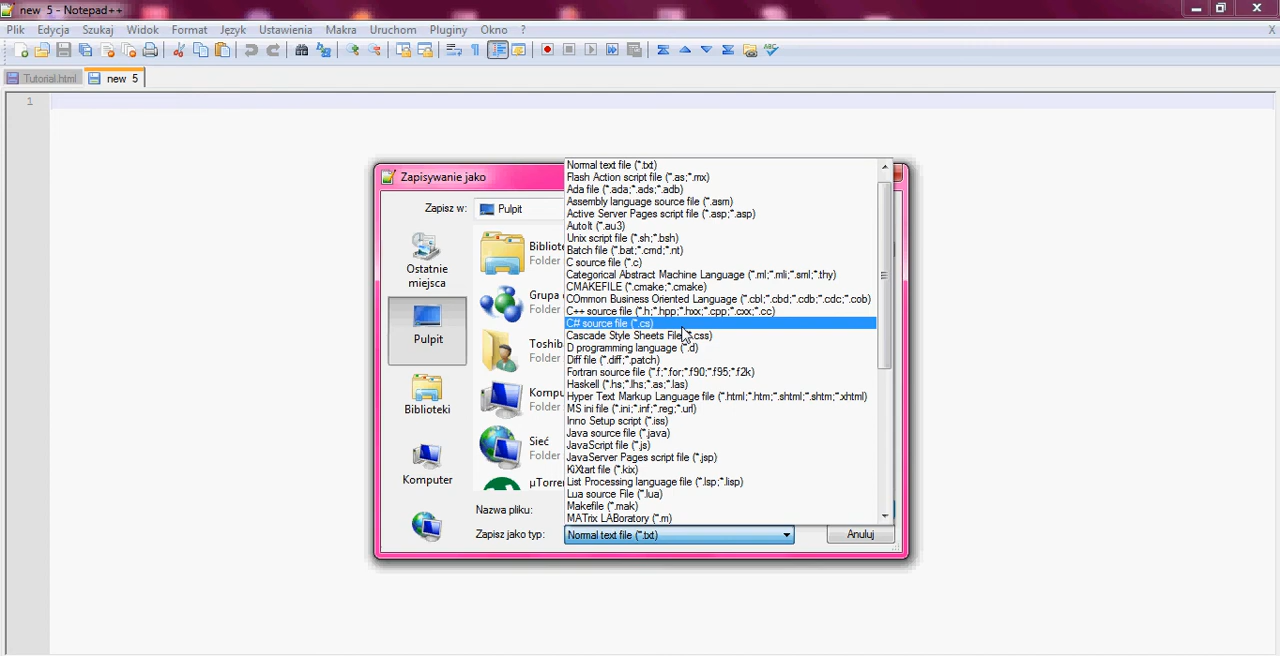 new 5 - Notepad++
Plik Edycja Szukaj Widok Format Język Ustawienia Makra Uruchom Pluginy Okno ? X
Tutorial.html new 5
1
Zapisywanie jako
Zapisz w: Pulpit
Ostatnie
miejsca
Pulpit
Biblioteki
Komputer
Folder
Grupa
Folder
Folder
Folder
Sieć
Folder
Nazwa pliku:
Zapisz jako typ: Normal text file (*.txt)
Anuluj
Normal text file (*.txt)
Flash Action script file (*.as;*.mx)
Ada file (*.ada;*.ads;*.adb)
Assembly language source file (*.asm)
Active Server Pages script file (*.asp;*.asp)
AutoIt (*.au3)
Unix script file (*.sh;*.bsh)
Batch file (*.bat;*.cmd;*.nt)
C source file (*.c)
Categorical Abstract Machine Language (*.ml;*.mli;*.sml;*.thy)
CMAKEFILE (*.cmake;*.cmake)
COmmon Business Oriented Language (*.cbl;*.cbd;*.cdb;*.cdc;*.cob)
C++ source file (*.h;*.hpp;*.hxx;*.cpp;*.cxx;*.cc)
C# source file (*.cs)
Cascade Style Sheets File (*.css)
D programming language (*.d)
Diff file (*.diff;*.patch)
Fortran source file (*.f;*.for;*.f90;*.f95;*.f2k)
Haskell (*.hs;*.lhs;*.as;*.las)
Hyper Text Markup Language file (*.html;*.htm;*.shtml;*.shtm;*.xhtml)
MS ini file (*.ini;*.inf;*.reg;*.url)
Inno Setup script (*.iss)
Java source file (*.java)
JavaScript file (*.js)
JavaServer Pages script file (*.jsp)
KiXtart file (*.kix)
List Processing language file (*.lsp;*.lisp)
Lua source File (*.lua)
Makefile (*.mak)
MATrix LABoratory (*.m)